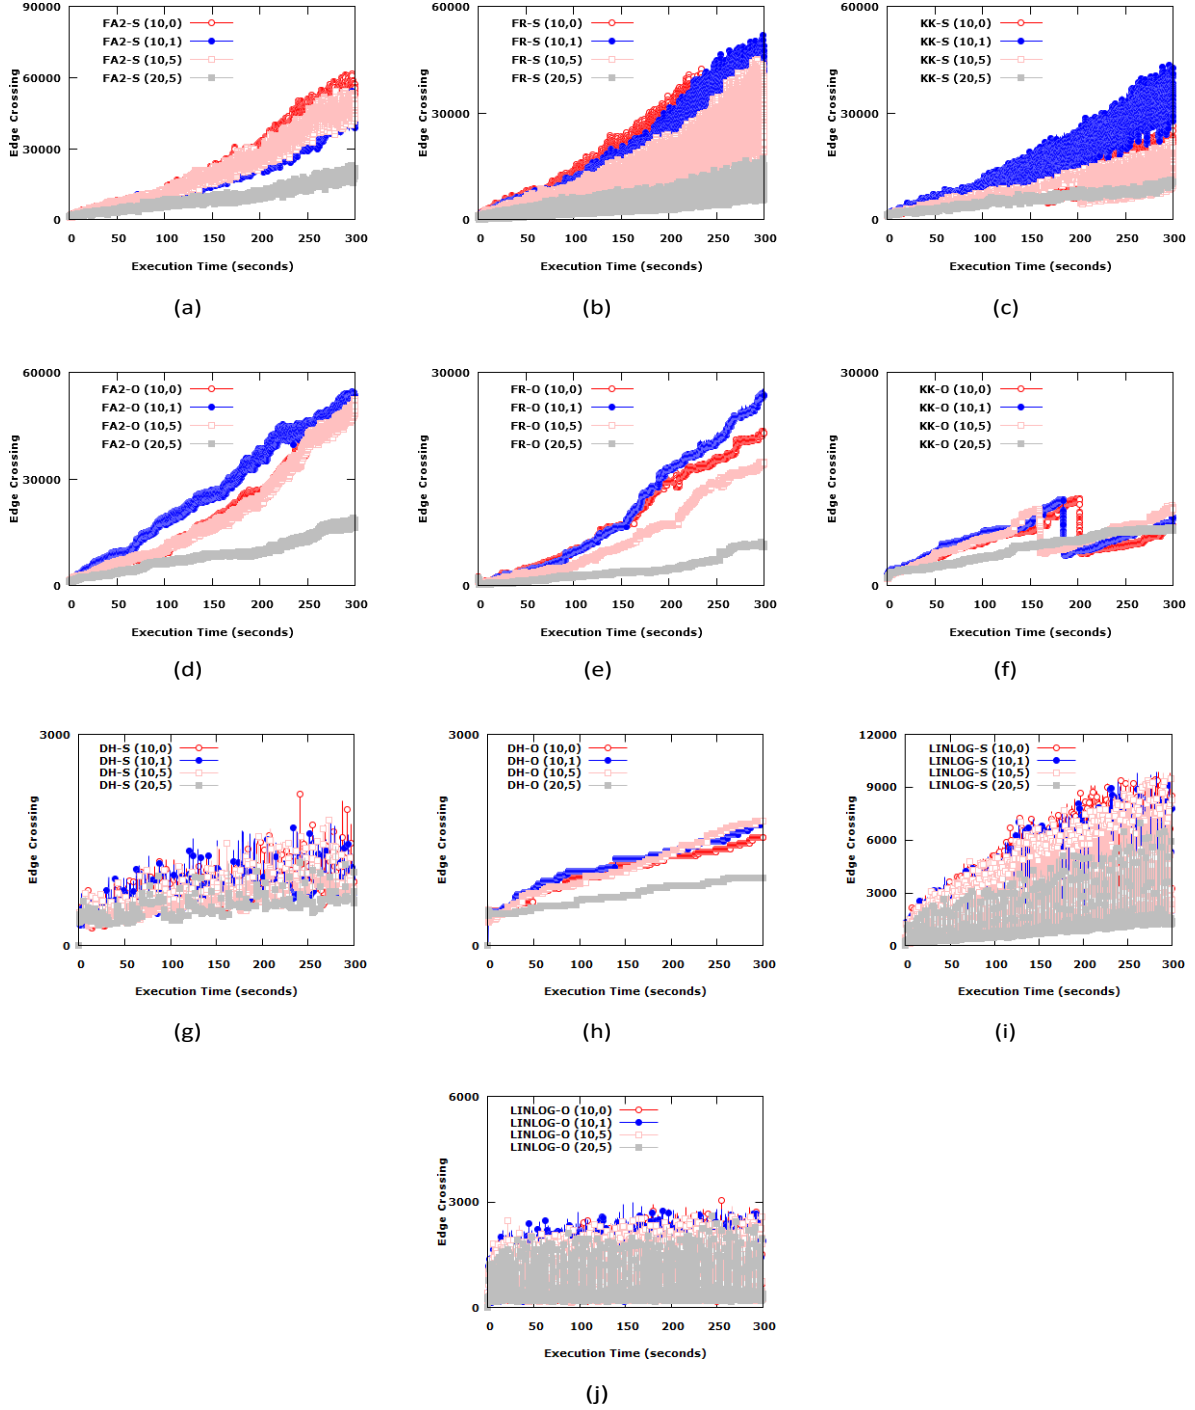 90000
60000
30000
0
Edge Crossing
FA2-S (10,0)
FA2-S (10,1)
FA2-S (10,5)
FA2-S (20,5)
0 50 100 150 200 250 300
Execution Time (seconds)
(a)
60000
30000
0
Edge Crossing
FR-S (10,0)
FR-S (10,1)
FR-S (10,5)
FR-S (20,5)
0 50 100 150 200 250 300
Execution Time (seconds)
(b)
60000
30000
0
Edge Crossing
KK-S (10,0)
KK-S (10,1)
KK-S (10,5)
KK-S (20,5)
0 50 100 150 200 250 300
Execution Time (seconds)
(c)
60000
30000
0
Edge Crossing
FA2-O (10,0)
FA2-O (10,1)
FA2-O (10,5)
FA2-O (20,5)
0 50 100 150 200 250 300
Execution Time (seconds)
(d)
30000
0
Edge Crossing
FR-O (10,0)
FR-O (10,1)
FR-O (10,5)
FR-O (20,5)
0 50 100 150 200 250 300
Execution Time (seconds)
(e)
30000
0
Edge Crossing
KK-O (10,0)
KK-O (10,1)
KK-O (10,5)
KK-O (20,5)
0 50 100 150 200 250 300
Execution Time (seconds)
(f)
3000
0
Edge Crossing
DH-S (10,0)
DH-S (10,1)
DH-S (10,5)
DH-S (20,5)
0 50 100 150 200 250 300
Execution Time (seconds)
(g)
3000
0
Edge Crossing
DH-O (10,0)
DH-O (10,1)
DH-O (10,5)
DH-O (20,5)
0 50 100 150 200 250 300
Execution Time (seconds)
(h)
12000
9000
6000
3000
0
Edge Crossing
LINLOG-S (10,0)
LINLOG-S (10,1)
LINLOG-S (10,5)
LINLOG-S (20,5)
0 50 100 150 200 250 300
Execution Time (seconds)
(i)
6000
3000
0
Edge Crossing
LINLOG-O (10,0)
LINLOG-O (10,1)
LINLOG-O (10,5)
LINLOG-O (20,5)
0 50 100 150 200 250 300
Execution Time (seconds)
(j)